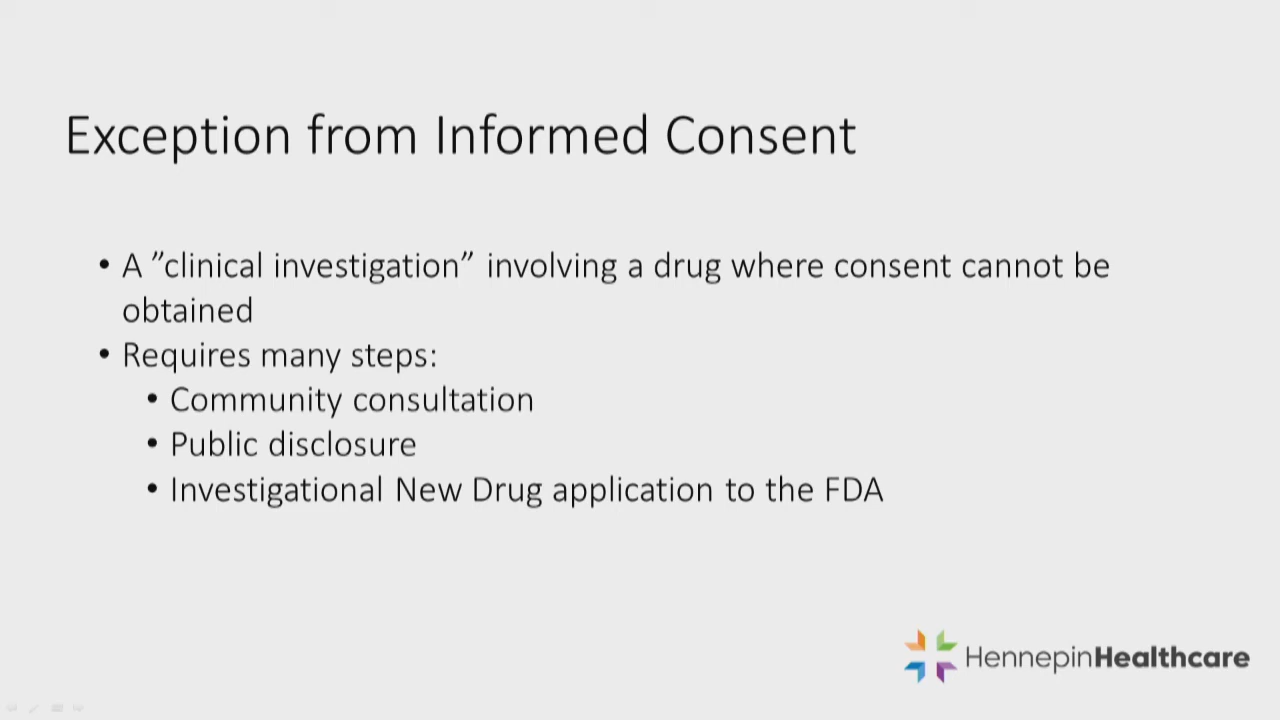 Exception from Informed Consent
• A ”clinical investigation” involving a drug where consent cannot be
obtained
• Requires many steps:
• Community consultation
• Public disclosure
• Investigational New Drug application to the FDA
HennepinHealthcare